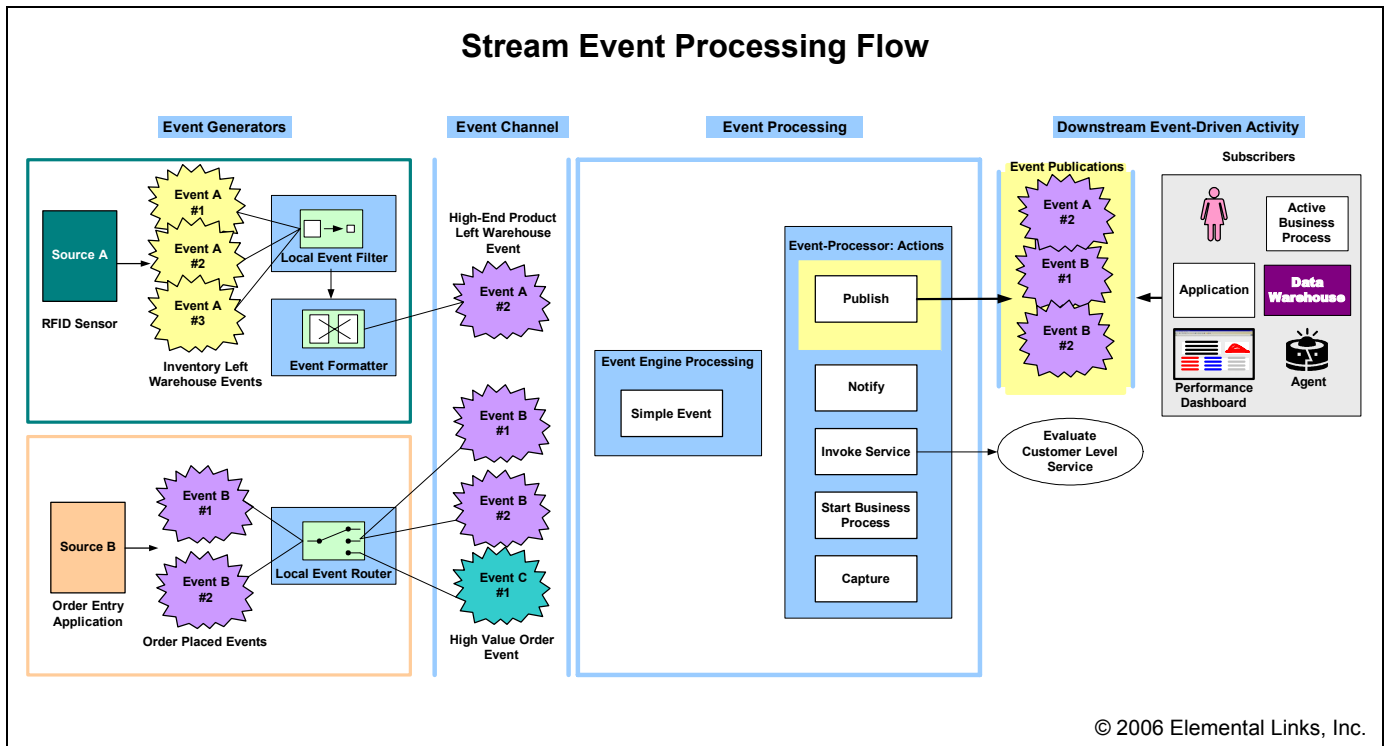 Stream Event Processing Flow
Event Generators
Event Channel
Event Processing
Downstream Event-Driven Activity
Source A
RFID Sensor
Event A
#1
Event A
#2
Event A
#3
Inventory Left
Warehouse Events
Local Event Filter
Event Formatter
Source B
Order Entry
Application
Event B
#1
Event B
#2
Order Placed Events
Local Event Router
High-End Product
Left Warehouse
Event
Event A
#2
Event B
#1
Event B
#2
Event C
#1
High Value Order
Event
Event Engine Processing
Simple Event
Event-Processor: Actions
Publish
Notify
Invoke Service
Start Business
Process
Capture
Event Publications
Event A
#2
Event B
#1
Event B
#2
Evaluate
Customer Level
Service
Subscribers
Active
Business
Process
Application
Data
Warehouse
Performance
Dashboard
Agent
© 2006 Elemental Links, Inc.